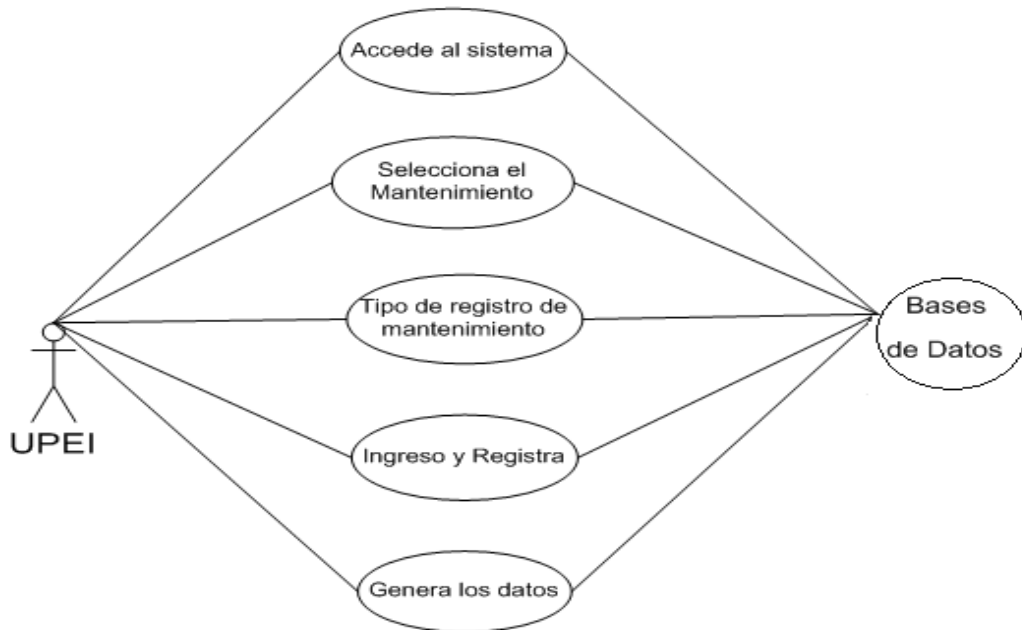 Accede al sistema
Selecciona el
Mantenimiento
Tipo de registro de
mantenimiento
Bases
de Datos
UPEI
Ingreso y Registra
Genera los datos